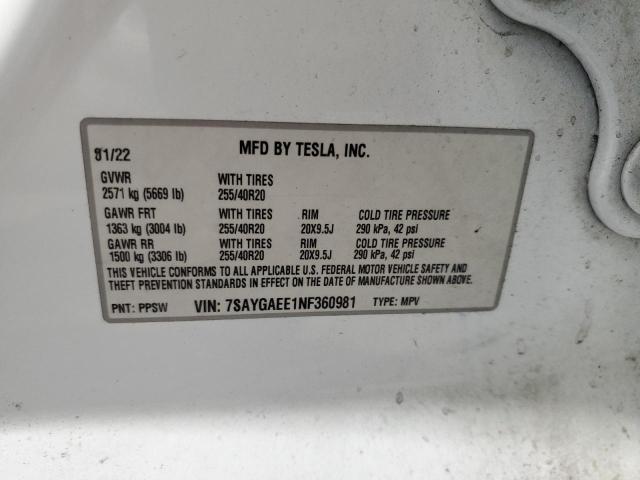 01/22 MFD BY TESLA, INC.
GVWR WITH TIRES
2571 kg (5669 lb) 255/40R20
GAWR FRT WITH TIRES RIM COLD TIRE PRESSURE
1363 kg (3004 lb) 255/40R20 20X9.5J 290 kPa, 42 psi
GAWR RR WITH TIRES RIM COLD TIRE PRESSURE
1500 kg (3306 lb) 255/40R20 20X9.5J 290 kPa, 42 psi
THIS VEHICLE CONFORMS TO ALL APPLICABLE U.S. FEDERAL MOTOR VEHICLE SAFETY AND
THEFT PREVENTION STANDARDS IN EFFECT ON THE DATE OF MANUFACTURE SHOWN ABOVE.
PNT: PPSW VIN: 7SAYGAEE1NF360981 TYPE: MPV